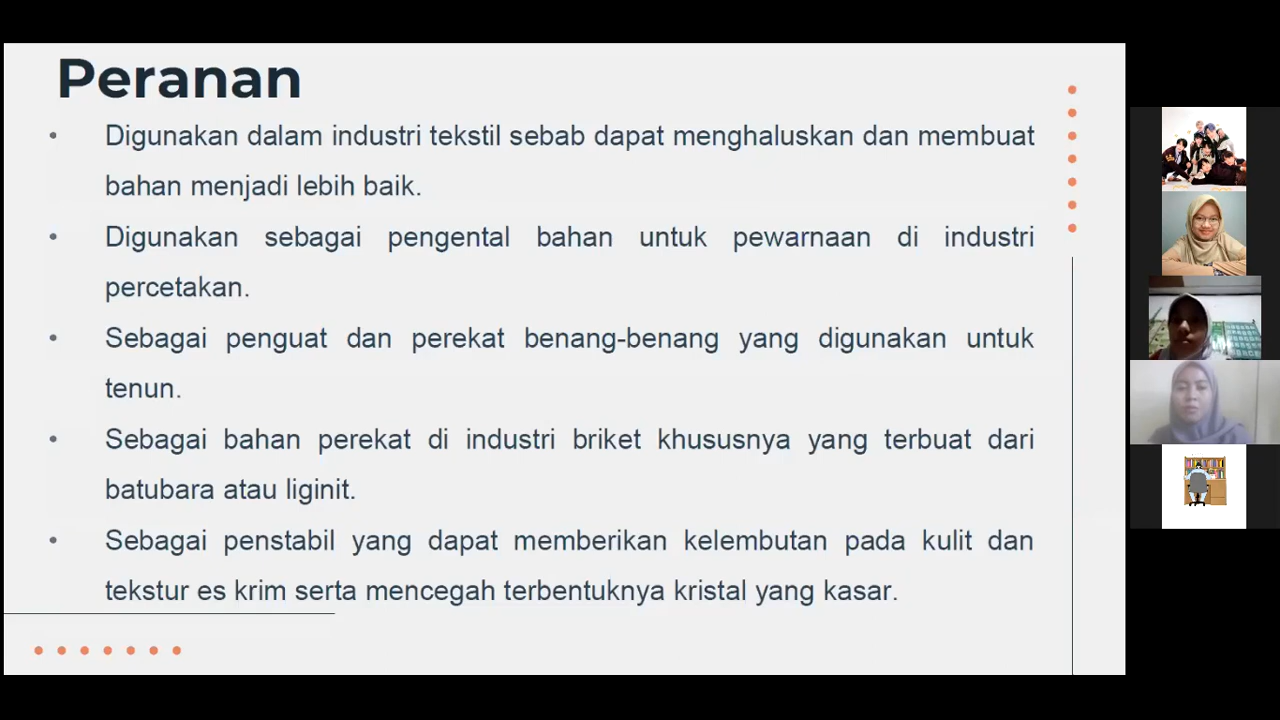 Peranan
• Digunakan dalam industri tekstil sebab dapat menghaluskan dan membuat
bahan menjadi lebih baik.
• Digunakan sebagai pengental bahan untuk pewarnaan di industri
percetakan.
• Sebagai penguat dan perekat benang-benang yang digunakan untuk
tenun.
• Sebagai bahan perekat di industri briket khususnya yang terbuat dari
batubara atau liginit.
• Sebagai penstabil yang dapat memberikan kelembutan pada kulit dan
tekstur es krim serta mencegah terbentuknya kristal yang kasar.